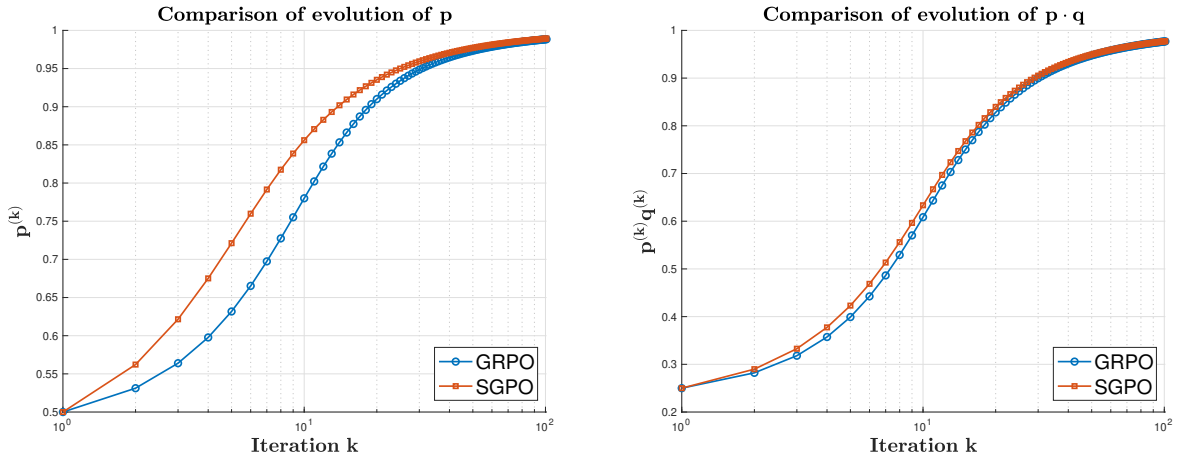 Comparison of evolution of p
1
0.95
0.9
0.85
0.8
0.75
0.7
0.65
0.6
0.55
0.5
p^(k)
10^0
10^1
10^2
Iteration k
GRPO
SGPO
Comparison of evolution of p · q
1
0.9
0.8
0.7
0.6
0.5
0.4
0.3
0.2
p^(k)q^(k)
10^0
10^1
10^2
Iteration k
GRPO
SGPO